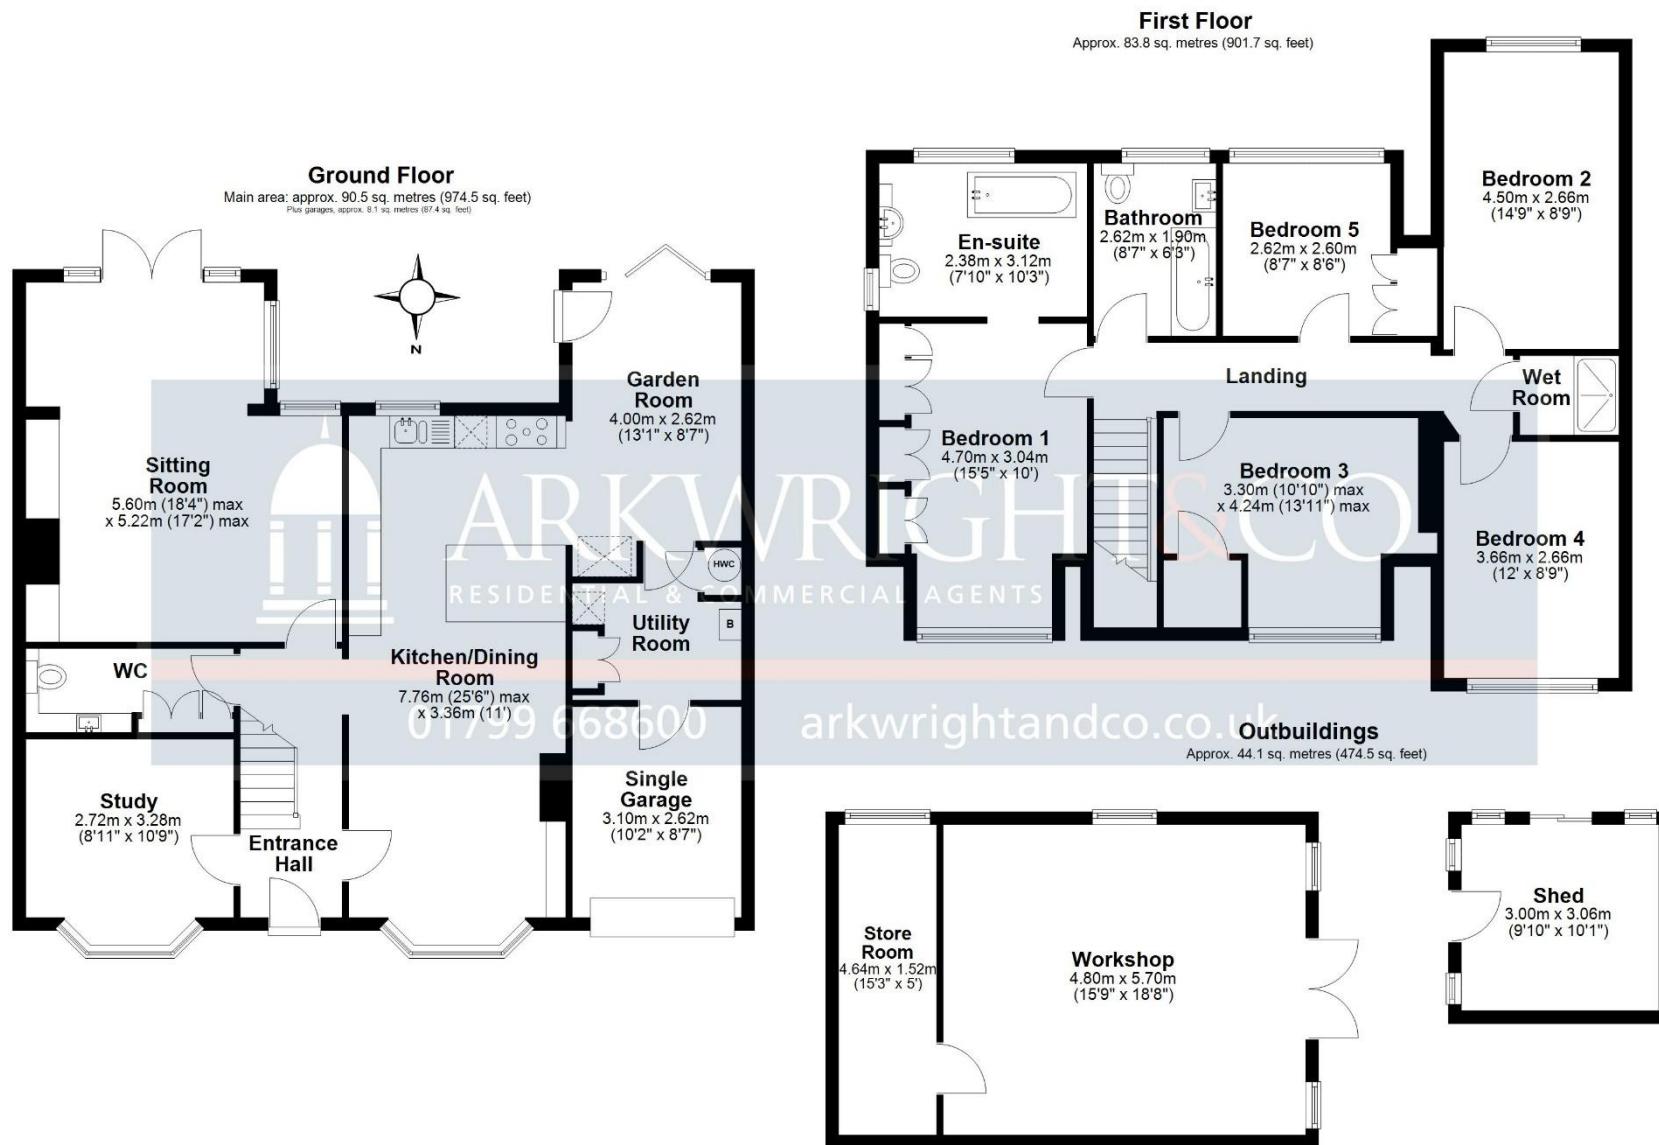 Ground Floor
Main area: approx. 90.5 sq. metres (974.5 sq. feet)
Plus garages, approx. 8.1 sq. metres (87.4 sq. feet)
N
Sitting
Room
5.60m (18'4") max
x 5.22m (17'2") max
Garden
Room
4.00m x 2.62m
(13'1" x 8'7")
HWC
B
Utility
Room
WC
Kitchen/Dining
Room
7.76m (25'6") max
x 3.36m (11')
Study
2.72m x 3.28m
(8'11" x 10'9")
Entrance
Hall
Single
Garage
3.10m x 2.62m
(10'2" x 8'7")
First Floor
Approx. 83.8 sq. metres (901.7 sq. feet)
En-suite
2.38m x 3.12m
(7'10" x 10'3")
Bathroom
2.62m x 1.90m
(8'7" x 6'3")
Bedroom 5
2.62m x 2.60m
(8'7" x 8'6")
Bedroom 2
4.50m x 2.66m
(14'9" x 8'9")
Landing
Wet
Room
Bedroom 1
4.70m x 3.04m
(15'5" x 10')
Bedroom 3
3.30m (10'10") max
x 4.24m (13'11") max
Bedroom 4
3.66m x 2.66m
(12' x 8'9")
ARKWRIGHT&CO
RESIDENTIAL & COMMERCIAL AGENTS
01799 668600 arkwrightandco.co.uk
Outbuildings
Approx. 44.1 sq. metres (474.5 sq. feet)
Store
Room
4.64m x 1.52m
(15'3" x 5')
Workshop
4.80m x 5.70m
(15'9" x 18'8")
Shed
3.00m x 3.06m
(9'10" x 10'1")